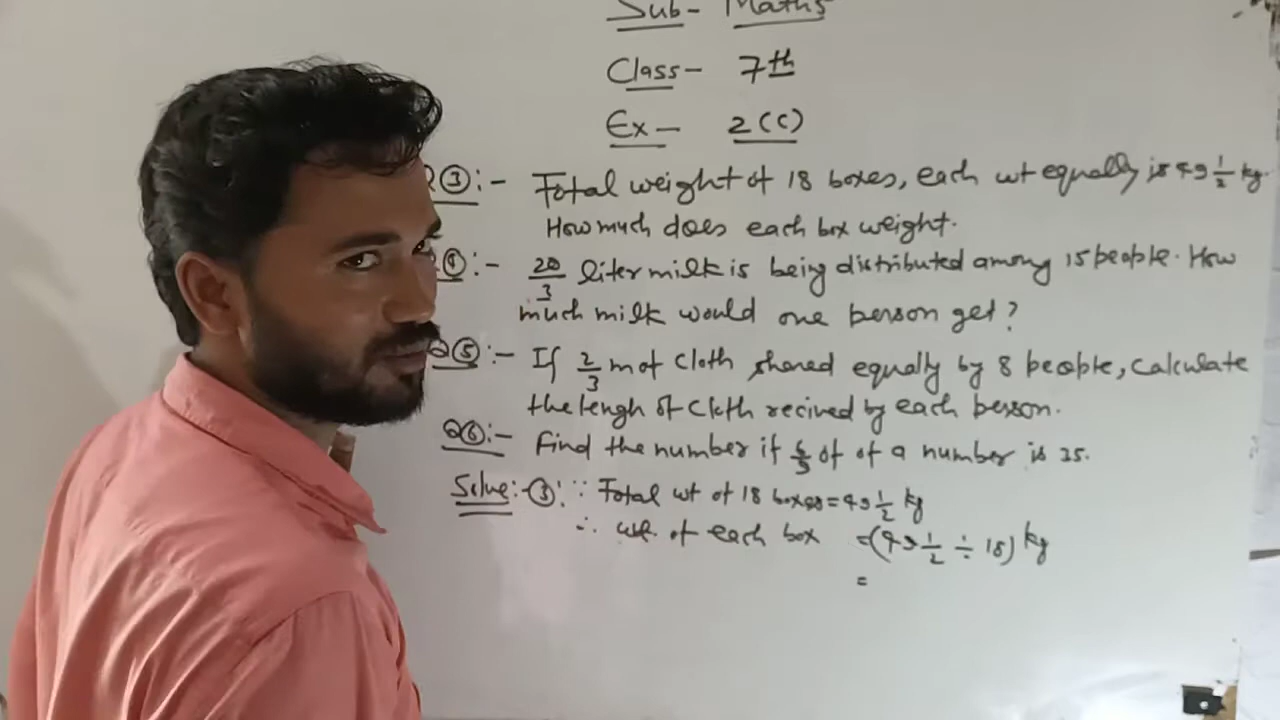 Sub- Maths
Class- 7th
Ex- 2(C)
Q③:- Total weight of 18 boxes, each wt equally is 49 1/2 kg.
How much does each box weight.
:- 20/3 liter milk is being distributed among 15 people. How
much milk would one person get?
Q⑤:- If 2/3 m of cloth shared equally by 8 people, calculate
the lengh of cloth recived by each person.
Q⑥:- Find the number if of of a number is 25.
Solve:-③:∵ Total wt of 18 boxes = 49 1/2 kg
∴ wt. of each box = (49 1/2 ÷ 18) kg
=